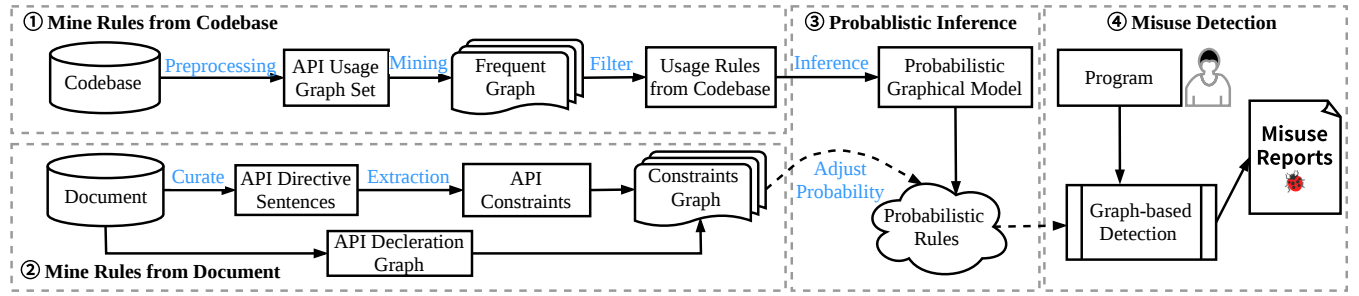 ① Mine Rules from Codebase
Codebase
Preprocessing
API Usage
Graph Set
Mining
Frequent
Graph
Filter
Usage Rules
from Codebase
② Mine Rules from Document
Document
Curate
API Directive
Sentences
Extraction
API
Constraints
Constraints
Graph
API Decleration
Graph
③ Probablistic Inference
Inference
Probabilistic
Graphical Model
Adjust
Probability
Probabilistic
Rules
④ Misuse Detection
Program
Graph-based
Detection
Misuse
Reports